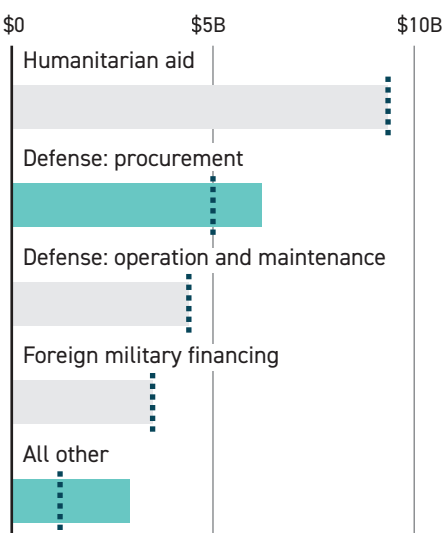 $0 $5B $10B
Humanitarian aid
Defense: procurement
Defense: operation and maintenance
Foreign military financing
All other